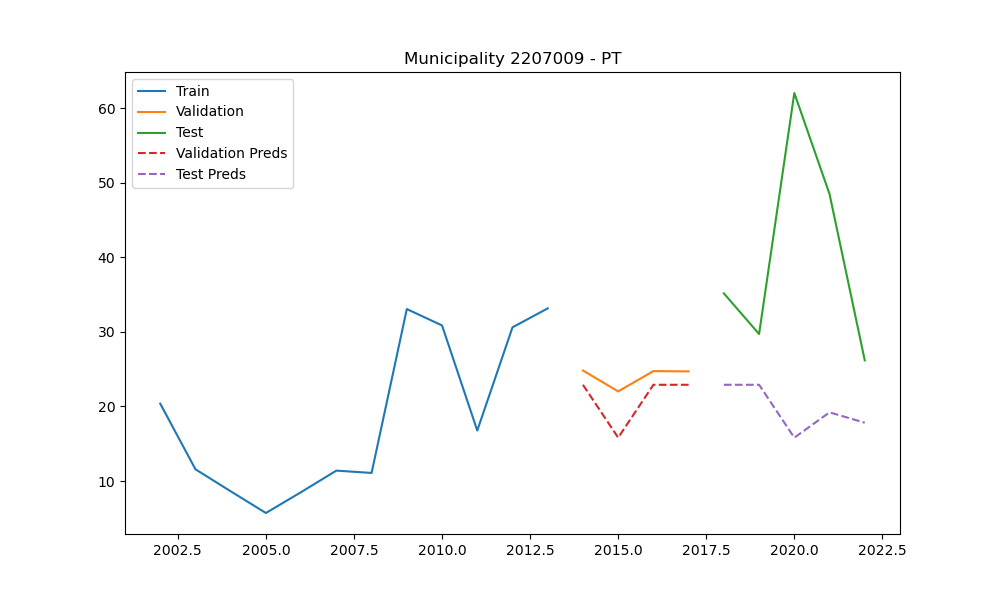 Municipality 2207009 - PT
Train
Validation
Test
Validation Preds
Test Preds
60
50
40
30
20
10
2002.5 2005.0 2007.5 2010.0 2012.5 2015.0 2017.5 2020.0 2022.5